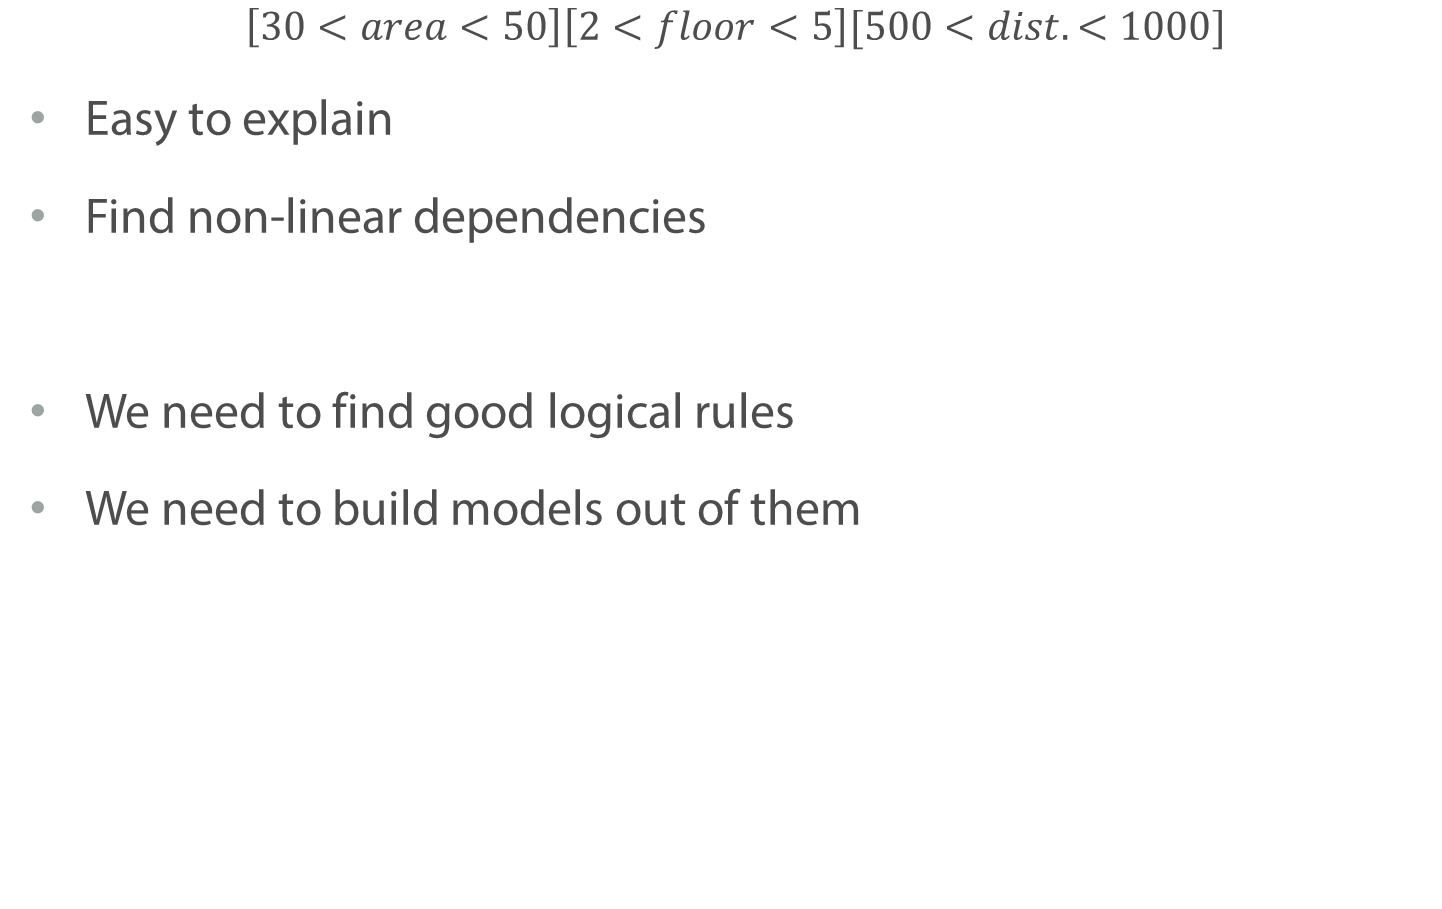 [30 < area < 50][2 < floor < 5][500 < dist. < 1000]
• Easy to explain
• Find non-linear dependencies
• We need to find good logical rules
• We need to build models out of them